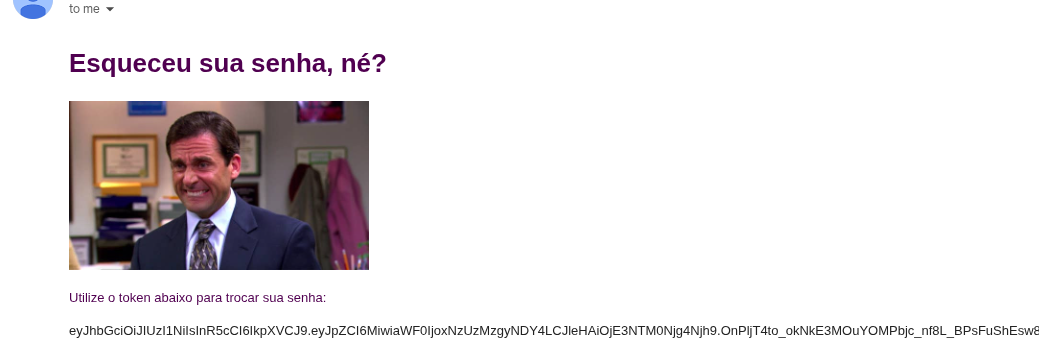 to me
Esqueceu sua senha, né?
Utilize o token abaixo para trocar sua senha:
eyJhbGciOiJIUzI1NiIsInR5cCI6IkpXVCJ9.eyJpZCI6MiwiaWF0IjoxNzUzMzgyNDY4LCJleHAiOjE3NTM0Njg4Njh9.OnPljT4to_okNkE3MOuYOMPbjc_nf8L_BPsFuShEsw8